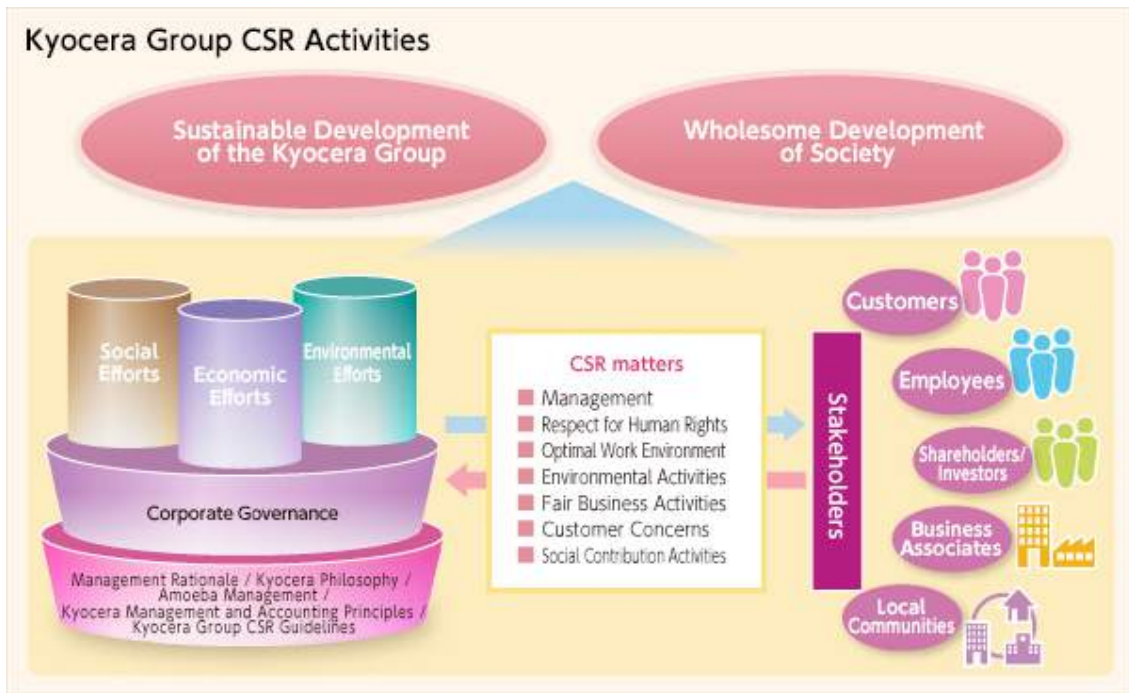 Kyocera Group CSR Activities
Sustainable Development
of the Kyocera Group
Wholesome Development
of Society
Social
Efforts
Economic
Efforts
Environmental
Efforts
Corporate Governance
Management Rationale / Kyocera Philosophy /
Amoeba Management /
Kyocera Management and Accounting Principles /
Kyocera Group CSR Guidelines
CSR matters
Management
Respect for Human Rights
Optimal Work Environment
Environmental Activities
Fair Business Activities
Customer Concerns
Social Contribution Activities
Stakeholders
Customers
Employees
Shareholders/
Investors
Business
Associates
Local
Communities